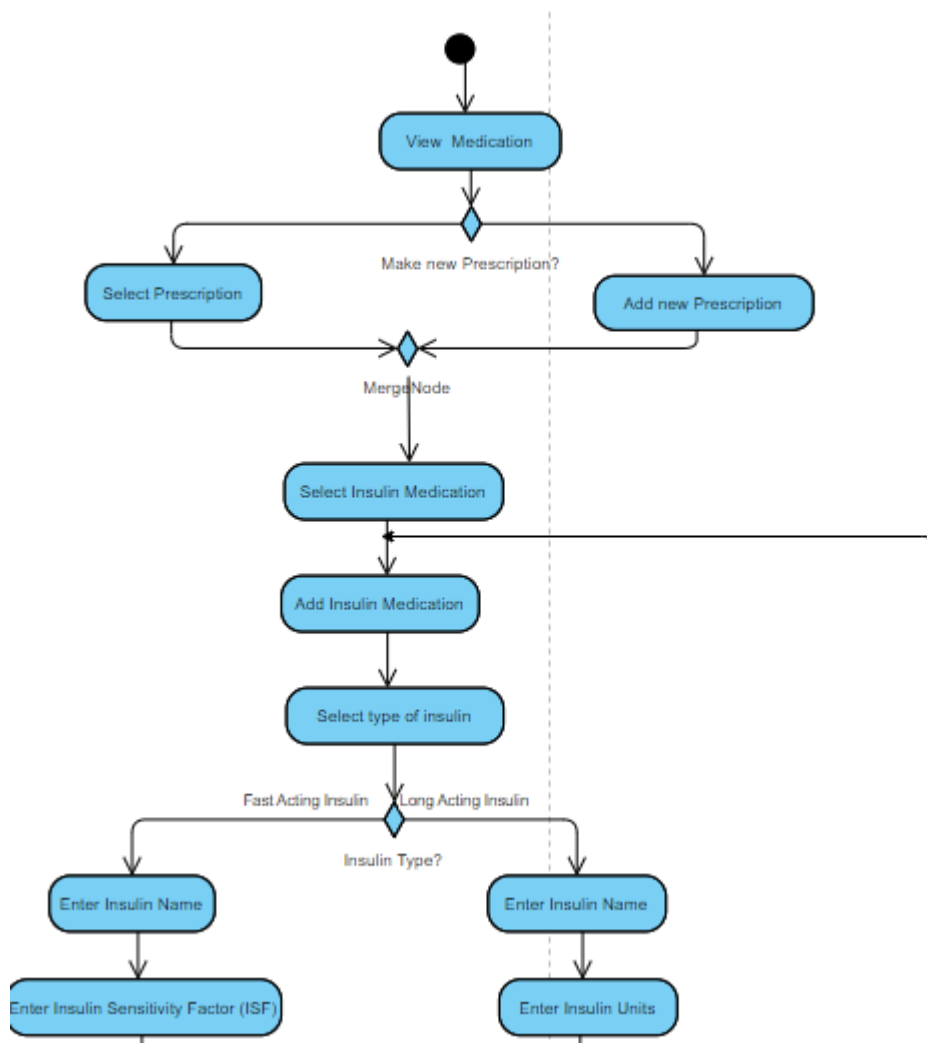 View Medication
Make new Prescription?
Select Prescription
Add new Prescription
MergeNode
Select Insulin Medication
Add Insulin Medication
Select type of insulin
Fast Acting Insulin
Long Acting Insulin
Insulin Type?
Enter Insulin Name
Enter Insulin Name
Enter Insulin Sensitivity Factor (ISF)
Enter Insulin Units